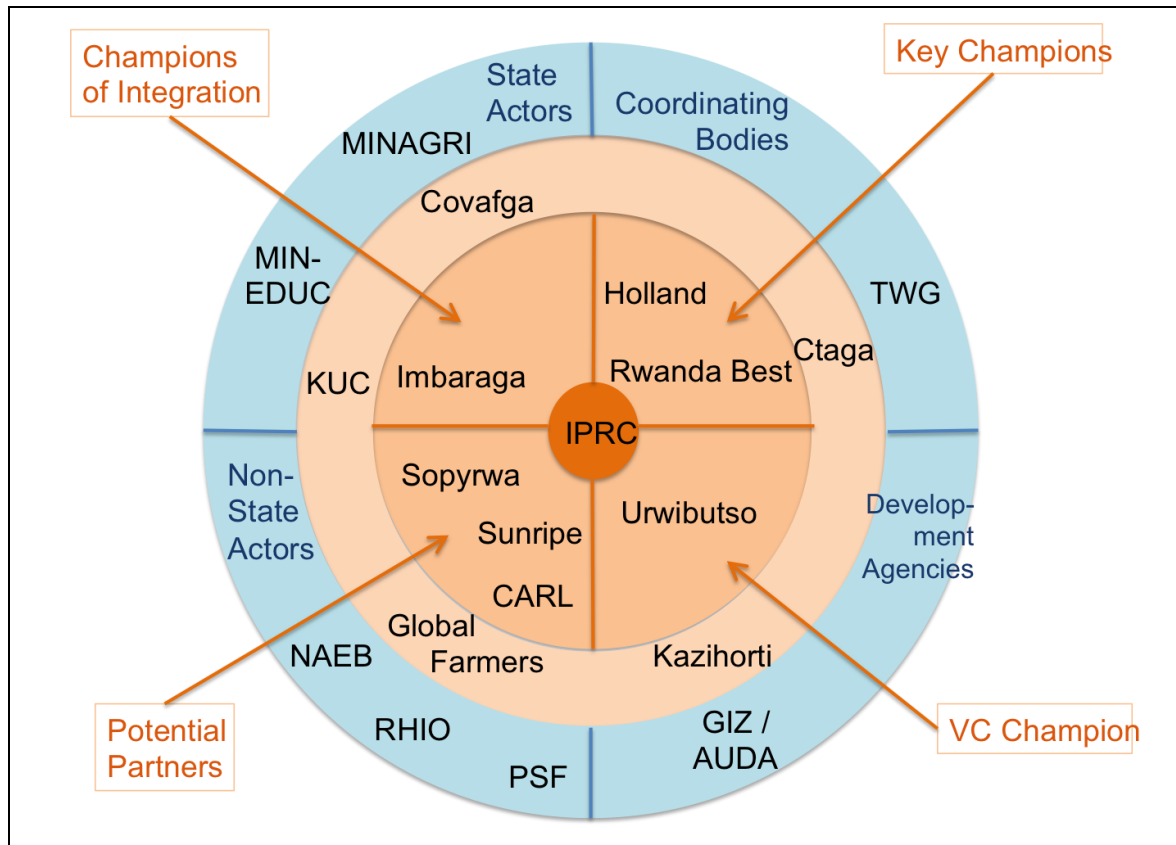 Champions
of Integration
Key Champions
State
Actors
Coordinating
Bodies
MINAGRI
Covafga
MIN-
EDUC
Holland
TWG
Ctaga
KUC
Imbaraga
Rwanda Best
IPRC
Non-
State
Actors
Sopyrwa
Sunripe
CARL
Urwibutso
Develop-
ment
Agencies
Global
Farmers
Kazihorti
NAEB
RHIO
PSF
GIZ /
AUDA
Potential
Partners
VC Champion